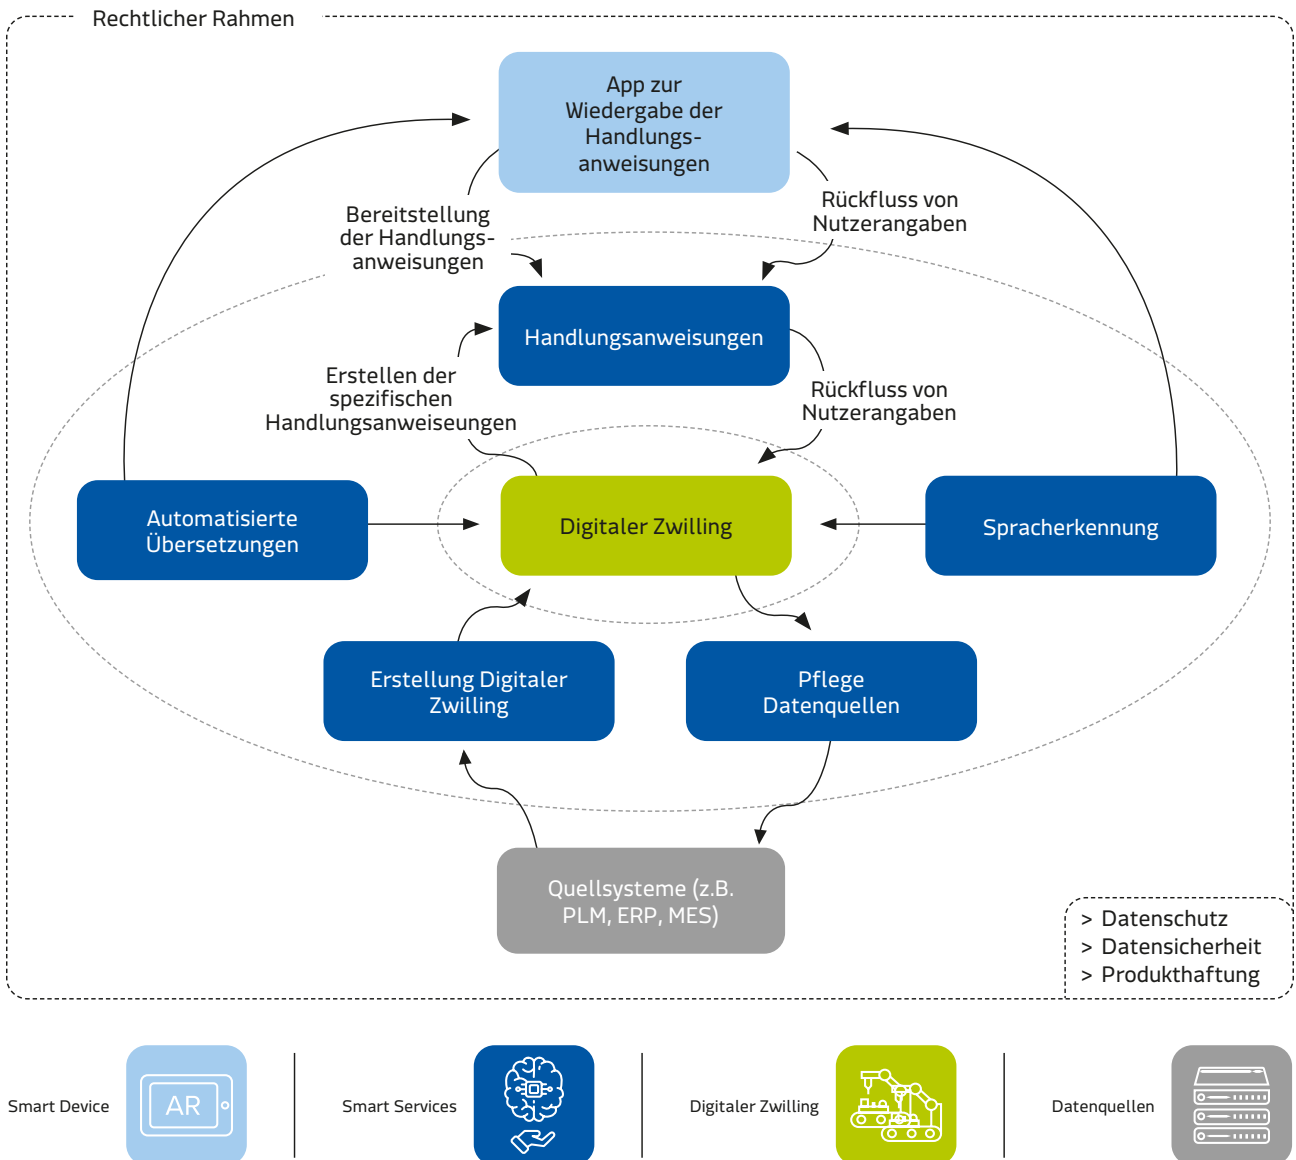 Rechtlicher Rahmen
App zur
Wiedergabe der
Handlungs-
anweisungen
Bereitstellung
der Handlungs-
anweisungen
Rückfluss von
Nutzerangaben
Handlungsanweisungen
Erstellen der
spezifischen
Handlungsanweiseungen
Rückfluss von
Nutzerangaben
Automatisierte
Übersetzungen
Digitaler Zwilling
Spracherkennung
Erstellung Digitaler
Zwilling
Pflege
Datenquellen
Quellsysteme (z.B.
PLM, ERP, MES)
> Datenschutz
> Datensicherheit
> Produkthaftung
Smart Device
AR
Smart Services
Digitaler Zwilling
Datenquellen